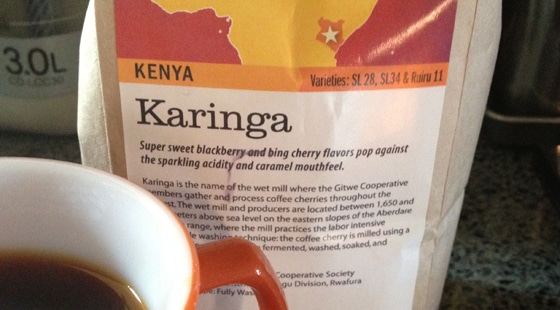 3.0L
KENYA
Varieties: SL 28, SL34 & Ruiru 11
Karinga
Super sweet blackberry and bing cherry flavors pop against
the sparkling acidity and caramel mouthfeel.
Karinga is the name of the wet mill where the Gitwe Cooperative
members gather and process coffee cherries throughout the
The wet mill and producers are located between 1,650 and
above sea level on the eastern slopes of the Aberdare
range, where the mill practices the labor intensive
washing technique: the coffee cherry is milled using a
fermented, washed, soaked, and
Cooperative Society
Division, Rwafura
Fully